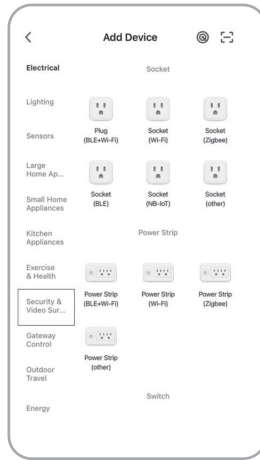 Add Device
Electrical
Lighting
Sensors
Large
Home Ap...
Small Home
Appliances
Kitchen
Appliances
Exercise
& Health
Security &
Video Sur...
Gateway
Control
Outdoor
Travel
Energy
Socket
Plug
(BLE+Wi-Fi)
Socket
(Wi-Fi)
Socket
(Zigbee)
Socket
(BLE)
Socket
(NB-IoT)
Socket
(other)
Power Strip
Power Strip
(BLE+Wi-Fi)
Power Strip
(Wi-Fi)
Power Strip
(Zigbee)
Power Strip
(other)
Switch